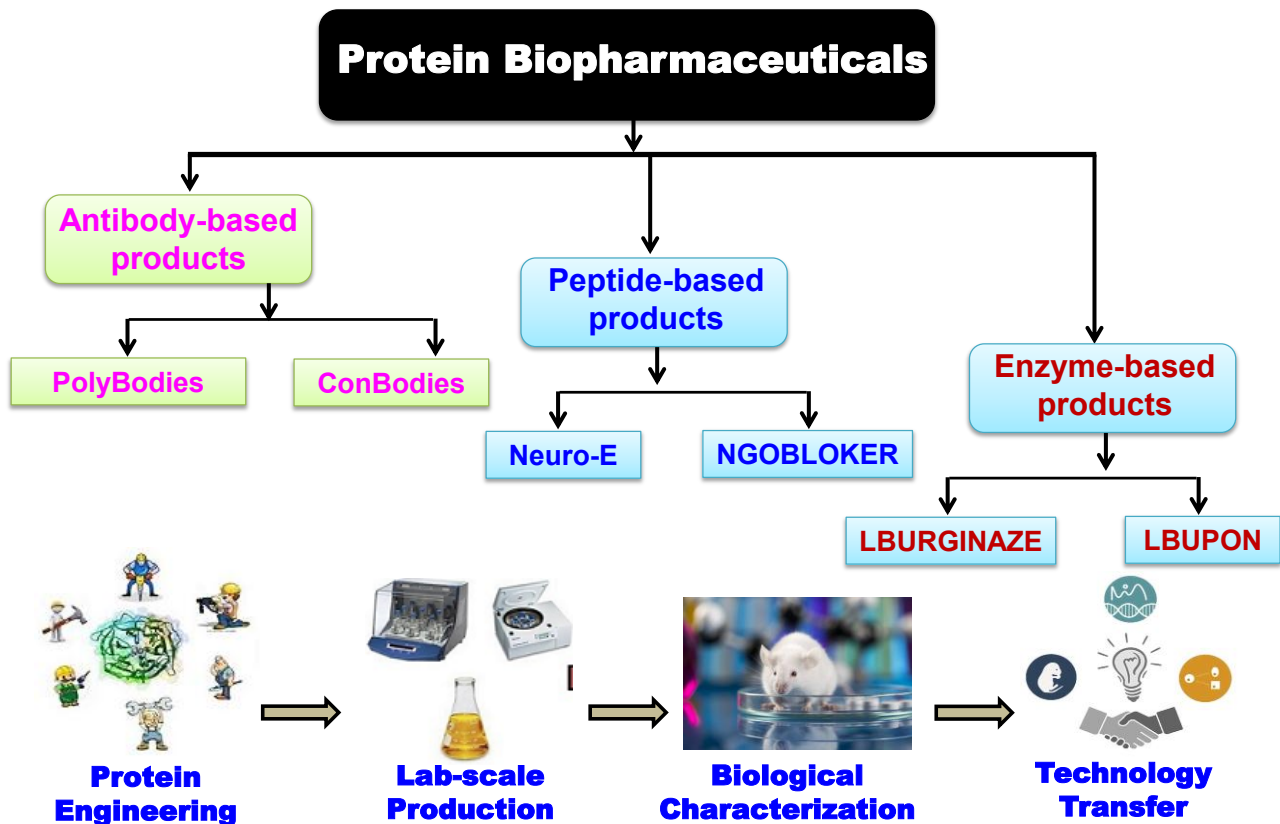 Protein Biopharmaceuticals
Antibody-based
products
PolyBodies
ConBodies
Peptide-based
products
Neuro-E
NGOBLOKER
Enzyme-based
products
LBURGINAZE
LBUPON
Protein
Engineering
Lab-scale
Production
Biological
Characterization
Technology
Transfer